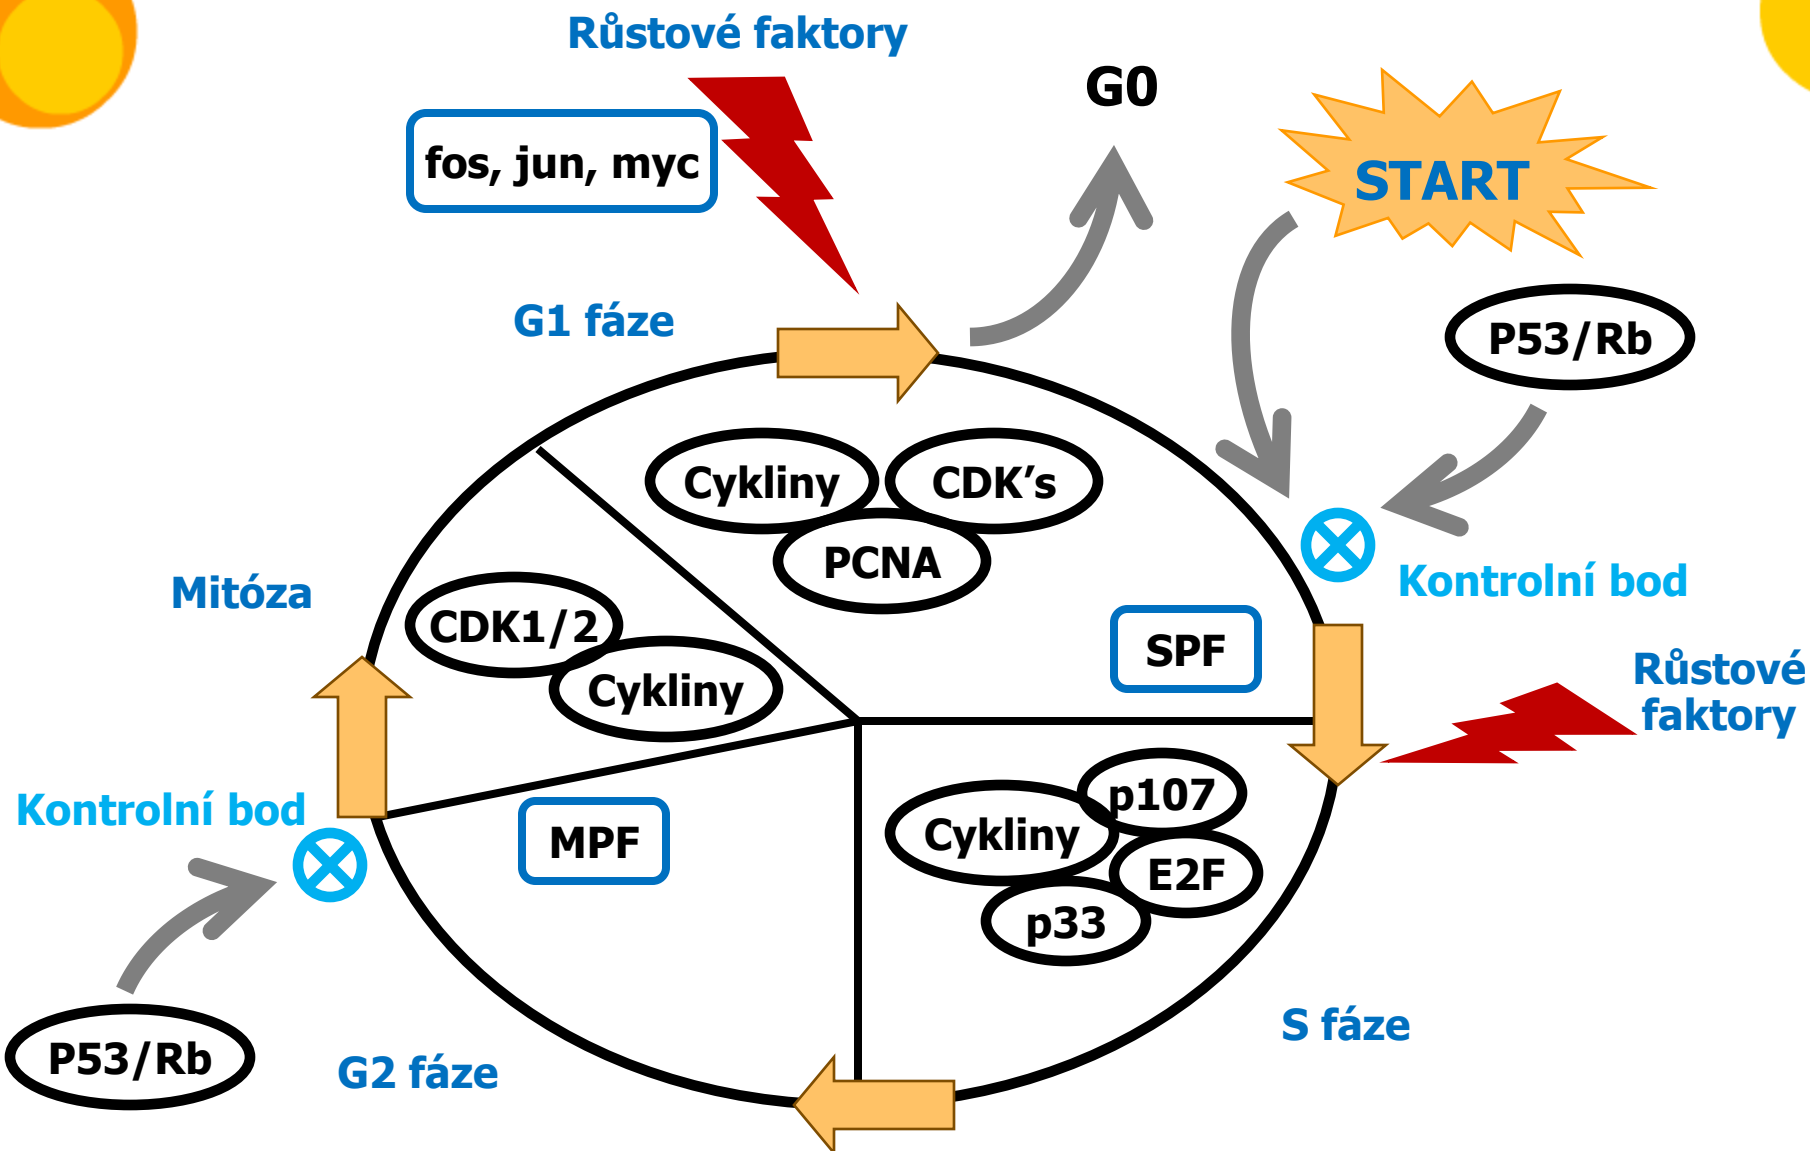 Růstové faktory
G0
fos, jun, myc
START
G1 fáze
P53/Rb
Cykliny
CDK’s
PCNA
Kontrolní bod
Mitóza
CDK1/2
Cykliny
SPF
Růstové
faktory
Kontrolní bod
MPF
p107
Cykliny
E2F
p33
P53/Rb
G2 fáze
S fáze